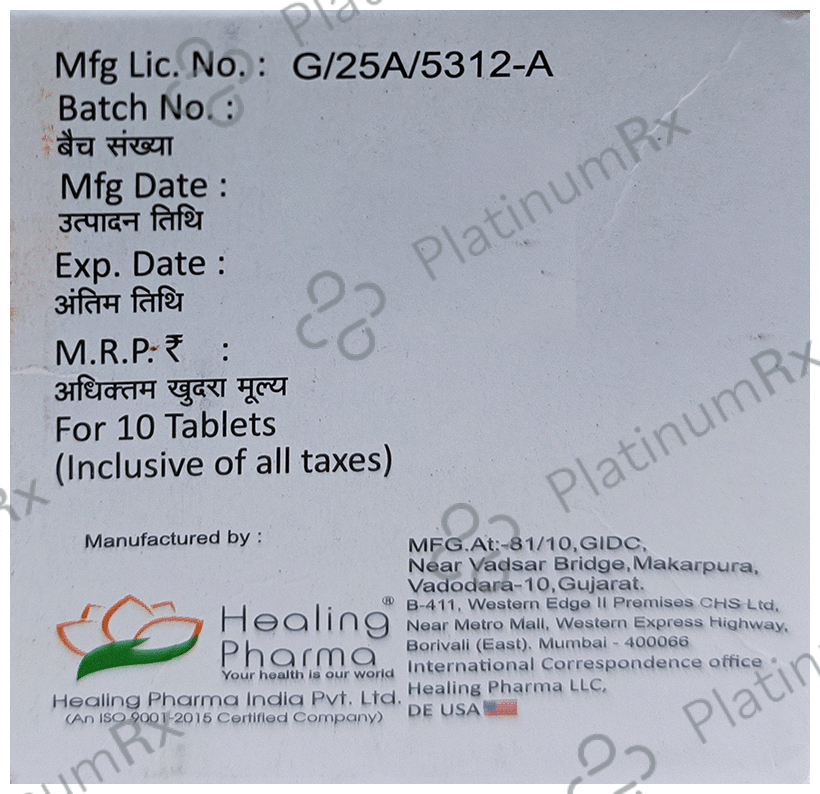 Mfg Lic. No. : G/25A/5312-A
Batch No. :
बैच संख्या
Mfg Date :
उत्पादन तिथि
Exp. Date :
अंतिम तिथि
M.R.P. ₹ :
अधिक्तम खुदरा मूल्य
For 10 Tablets
(Inclusive of all taxes)
Manufactured by :
Healing®
Pharma
Your health is our world
Healing Pharma India Pvt. Ltd.
(An ISO 9001-2015 Certified Company)
MFG.At:-81/10,GIDC,
Near Vadsar Bridge,Makarpura,
Vadodara-10,Gujarat.
B-411, Western Edge II Premises CHS Ltd,
Near Metro Mall, Western Express Highway,
Borivali (East). Mumbai - 400066
International Correspondence office :
Healing Pharma LLC,
DE USA
PlatinumRx
PlatinumRx